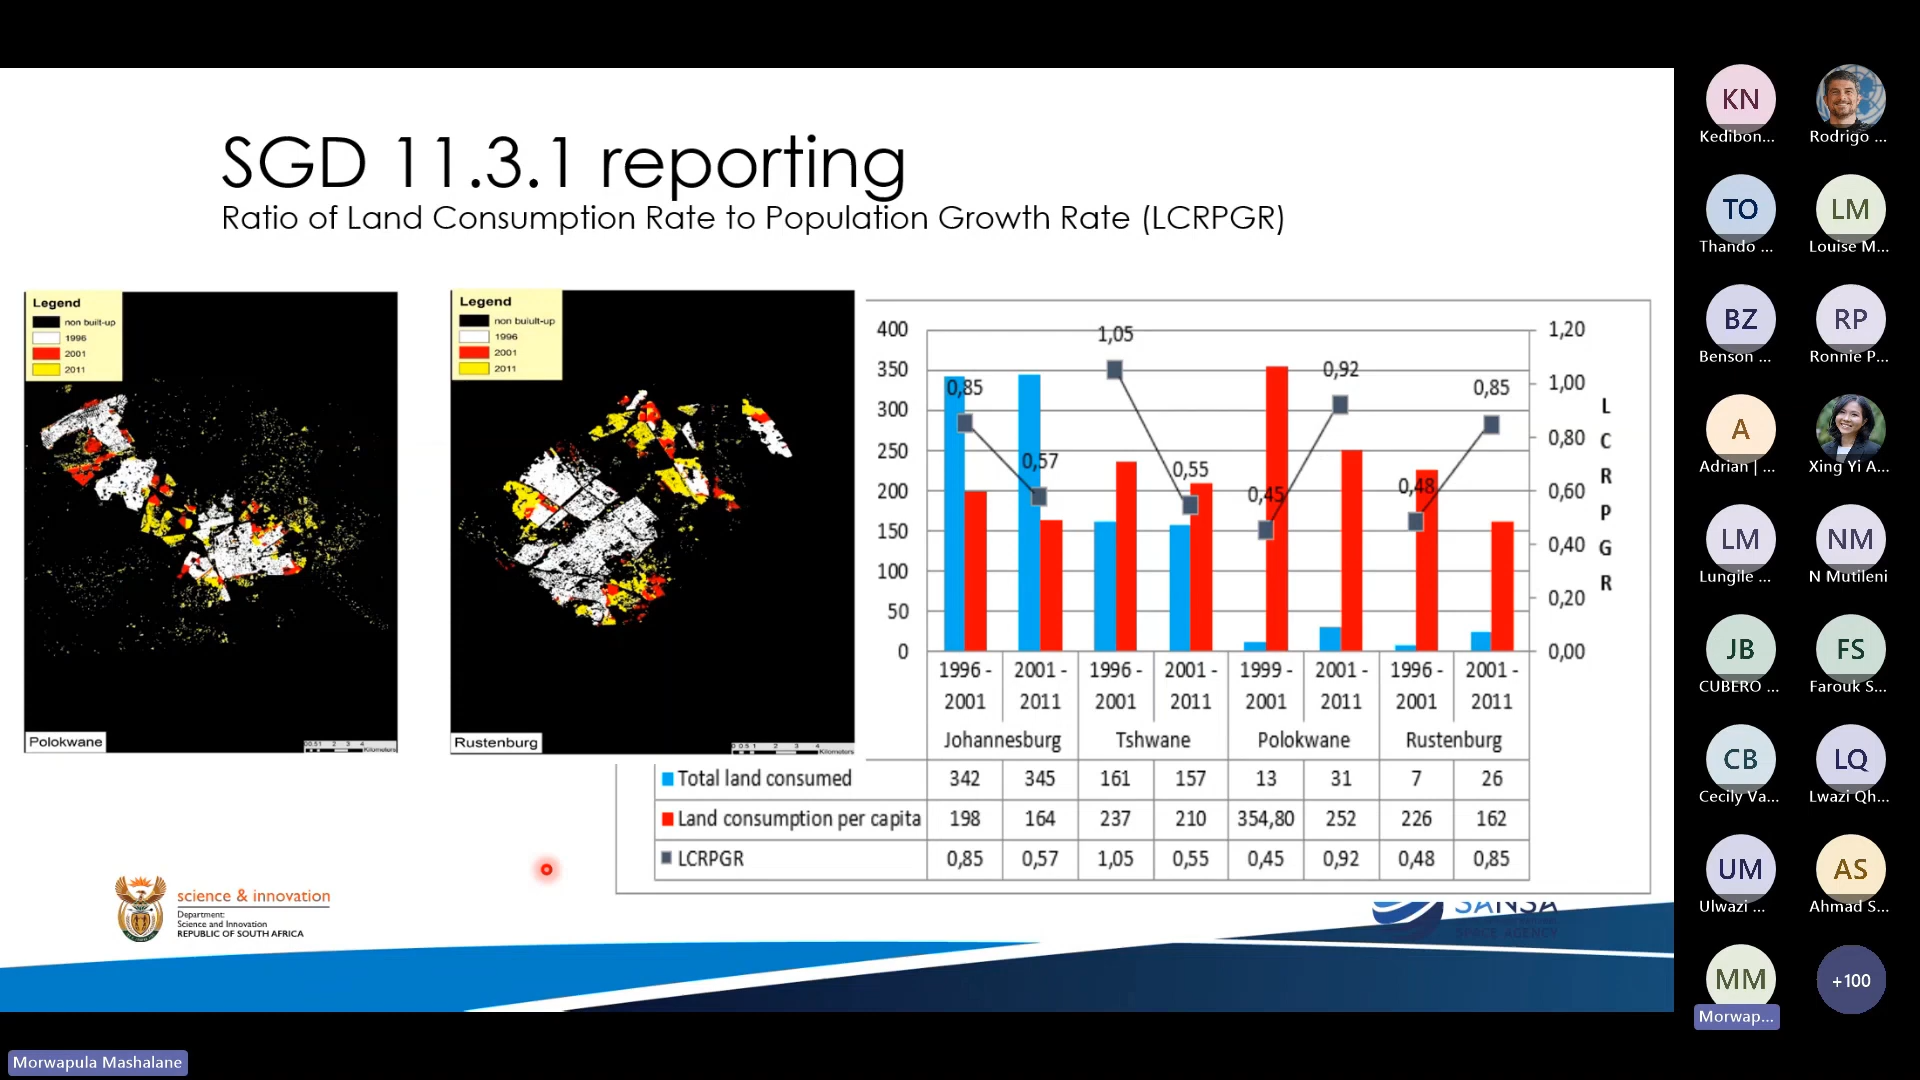 SGD 11.3.1 reporting
Ratio of Land Consumption Rate to Population Growth Rate (LCRPGR)
Legend
non built-up
1996
2001
2011
Polokwane
Kilometers
Legend
non buiult-up
1996
2001
2011
Rustenburg
Kilometers
400
350
300
250
200
150
100
50
0
0,85
0,57
1,05
0,55
0,45
0,92
0,48
0,85
1,20
1,00
0,80
0,60
0,40
0,20
0,00
L
C
R
P
G
R
1996 - 2001 - 1996 - 2001 - 1999 - 2001 - 1996 - 2001 -
2001 2011 2001 2011 2001 2011 2001 2011
Johannesburg Tshwane Polokwane Rustenburg
Total land consumed 342 345 161 157 13 31 7 26
Land consumption per capita 198 164 237 210 354,80 252 226 162
LCRPGR 0,85 0,57 1,05 0,55 0,45 0,92 0,48 0,85
science & innovation
Department:
Science and Innovation
REPUBLIC OF SOUTH AFRICA
SANSA
SPACE AGENCY
KN
Kedibon...
Rodrigo ...
TO
Thando ...
LM
Louise M...
BZ
Benson ...
RP
Ronnie P...
A
Adrian | ...
Xing Yi A...
LM
Lungile ...
NM
N Mutileni
JB
CUBERO ...
FS
Farouk S...
CB
Cecily Va...
LQ
Lwazi Qh...
UM
Ulwazi ...
AS
Ahmad S...
MM
Morwap...
+100
Morwapula Mashalane